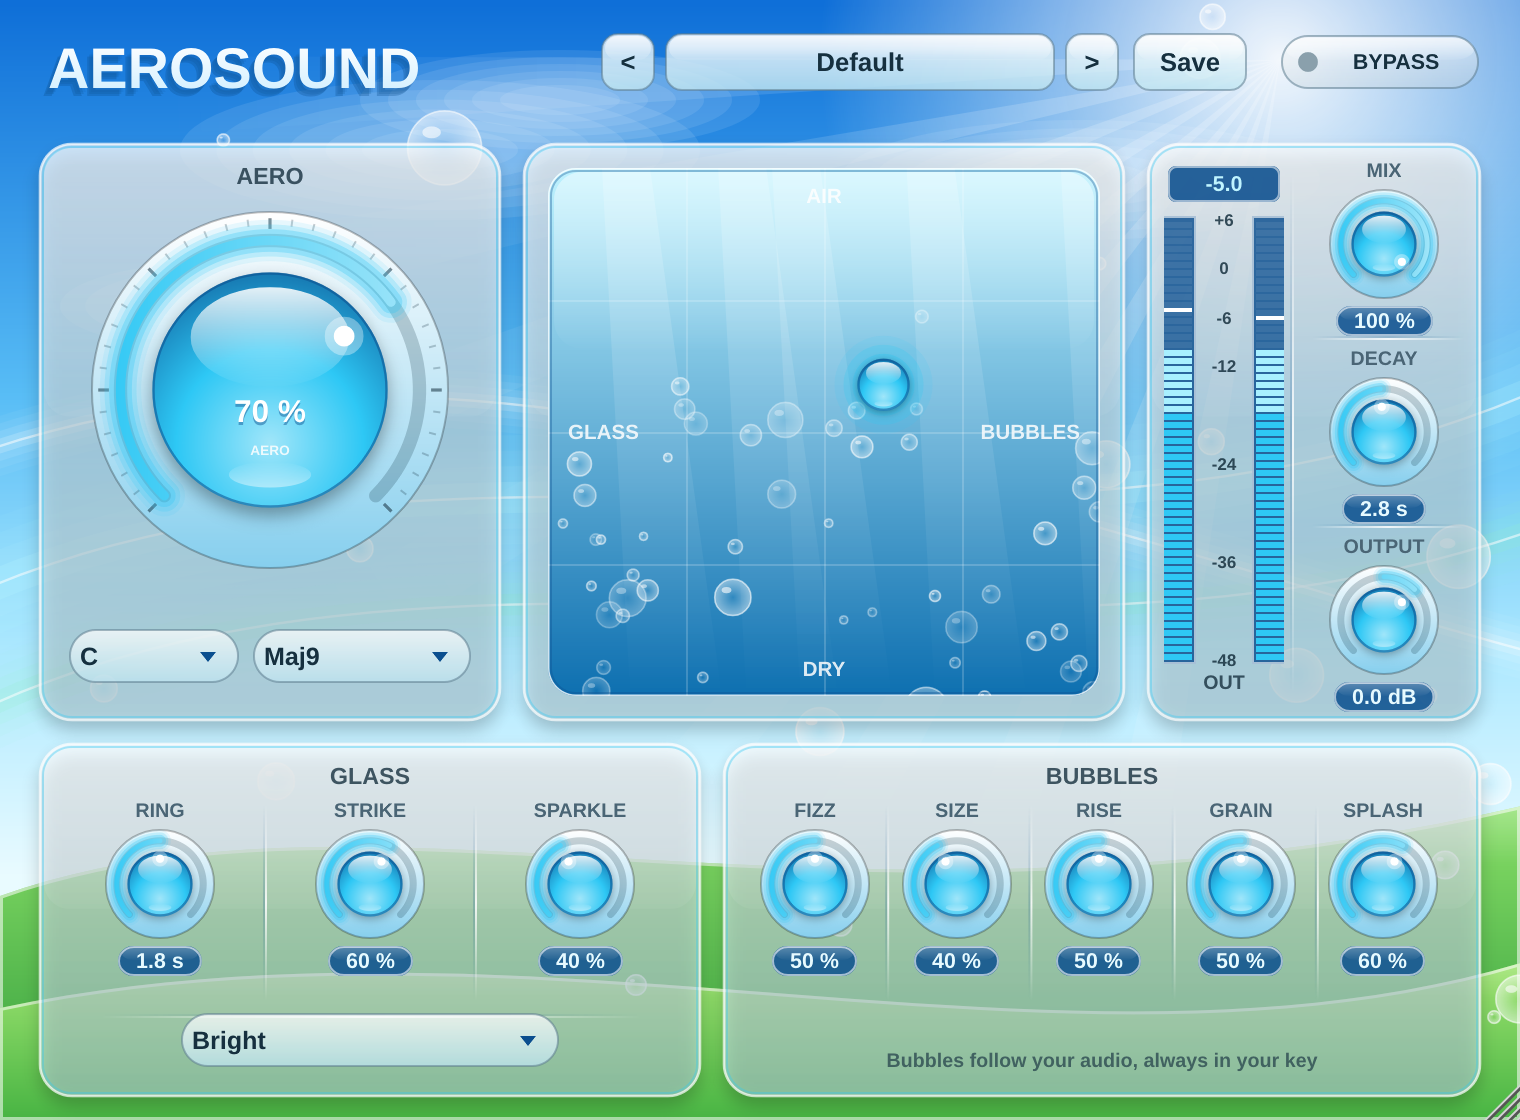 AEROSOUND
<
Default
>
Save
BYPASS
AERO
70 %
AERO
C
Maj9
AIR
GLASS
BUBBLES
DRY
-5.0
+6
0
-6
-12
-24
-36
-48
OUT
MIX
100 %
DECAY
2.8 s
OUTPUT
0.0 dB
GLASS
RING
STRIKE
SPARKLE
1.8 s
60 %
40 %
Bright
BUBBLES
FIZZ
SIZE
RISE
GRAIN
SPLASH
50 %
40 %
50 %
50 %
60 %
Bubbles follow your audio, always in your key